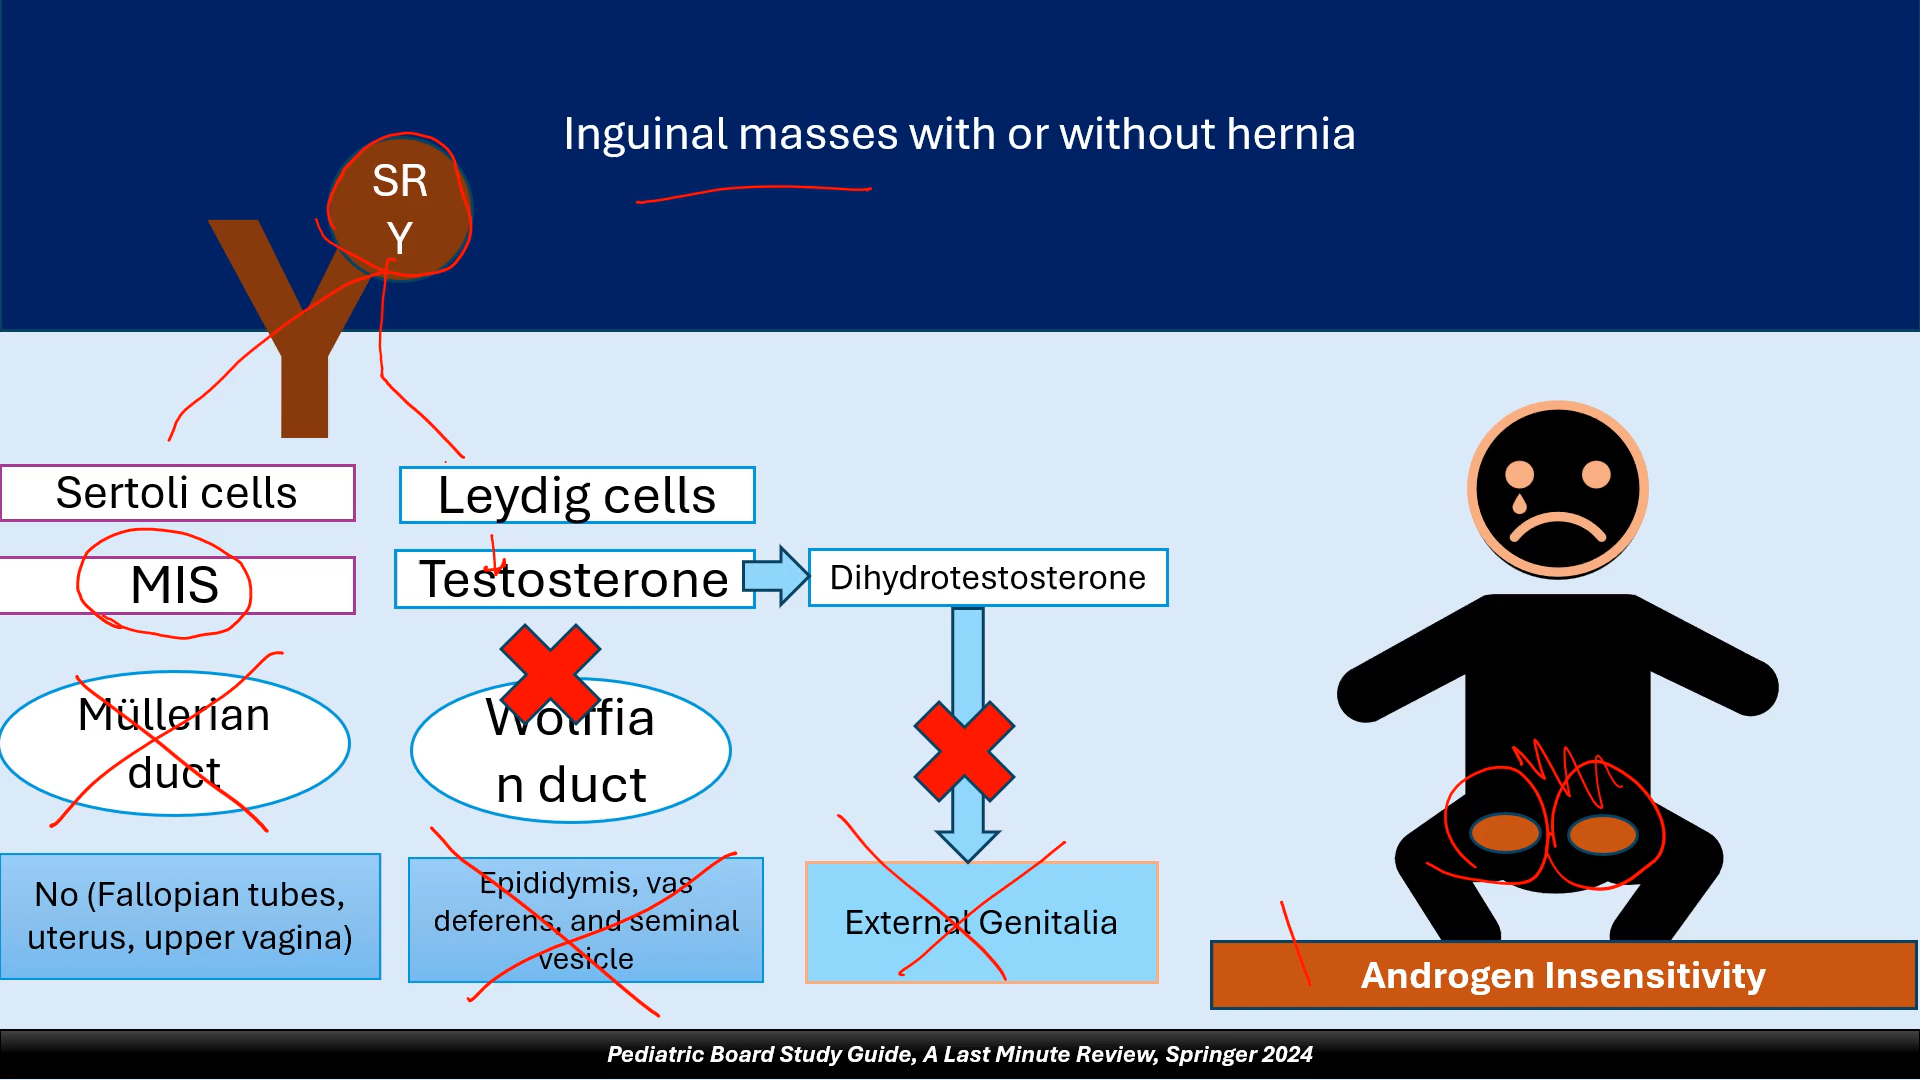 Inguinal masses with or without hernia
SR
Y
Y
Sertoli cells
Leydig cells
MIS
Testosterone
Dihydrotestosterone
Müllerian
duct
Wolffia
n duct
No (Fallopian tubes,
uterus, upper vagina)
Epididymis, vas
deferens, and seminal
vesicle
External Genitalia
Androgen Insensitivity
Pediatric Board Study Guide, A Last Minute Review, Springer 2024